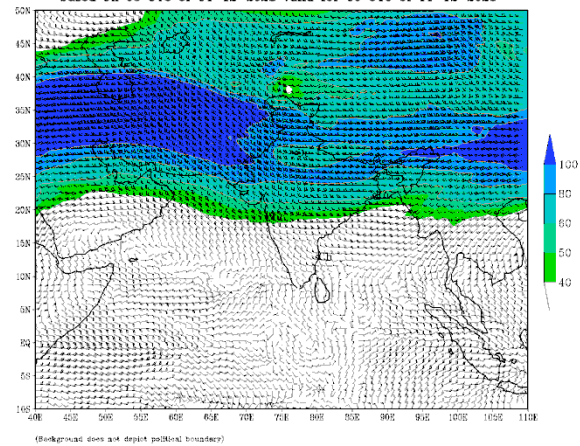 50N
45N
40N
35N
30N
25N
20N
15N
10N
5N
EQ
5S
10S
40E 45E 50E 55E 60E 65E 70E 75E 80E 85E 90E 95E 100E 105E 110E
100
80
60
50
40
(Background does not depict political boundary)